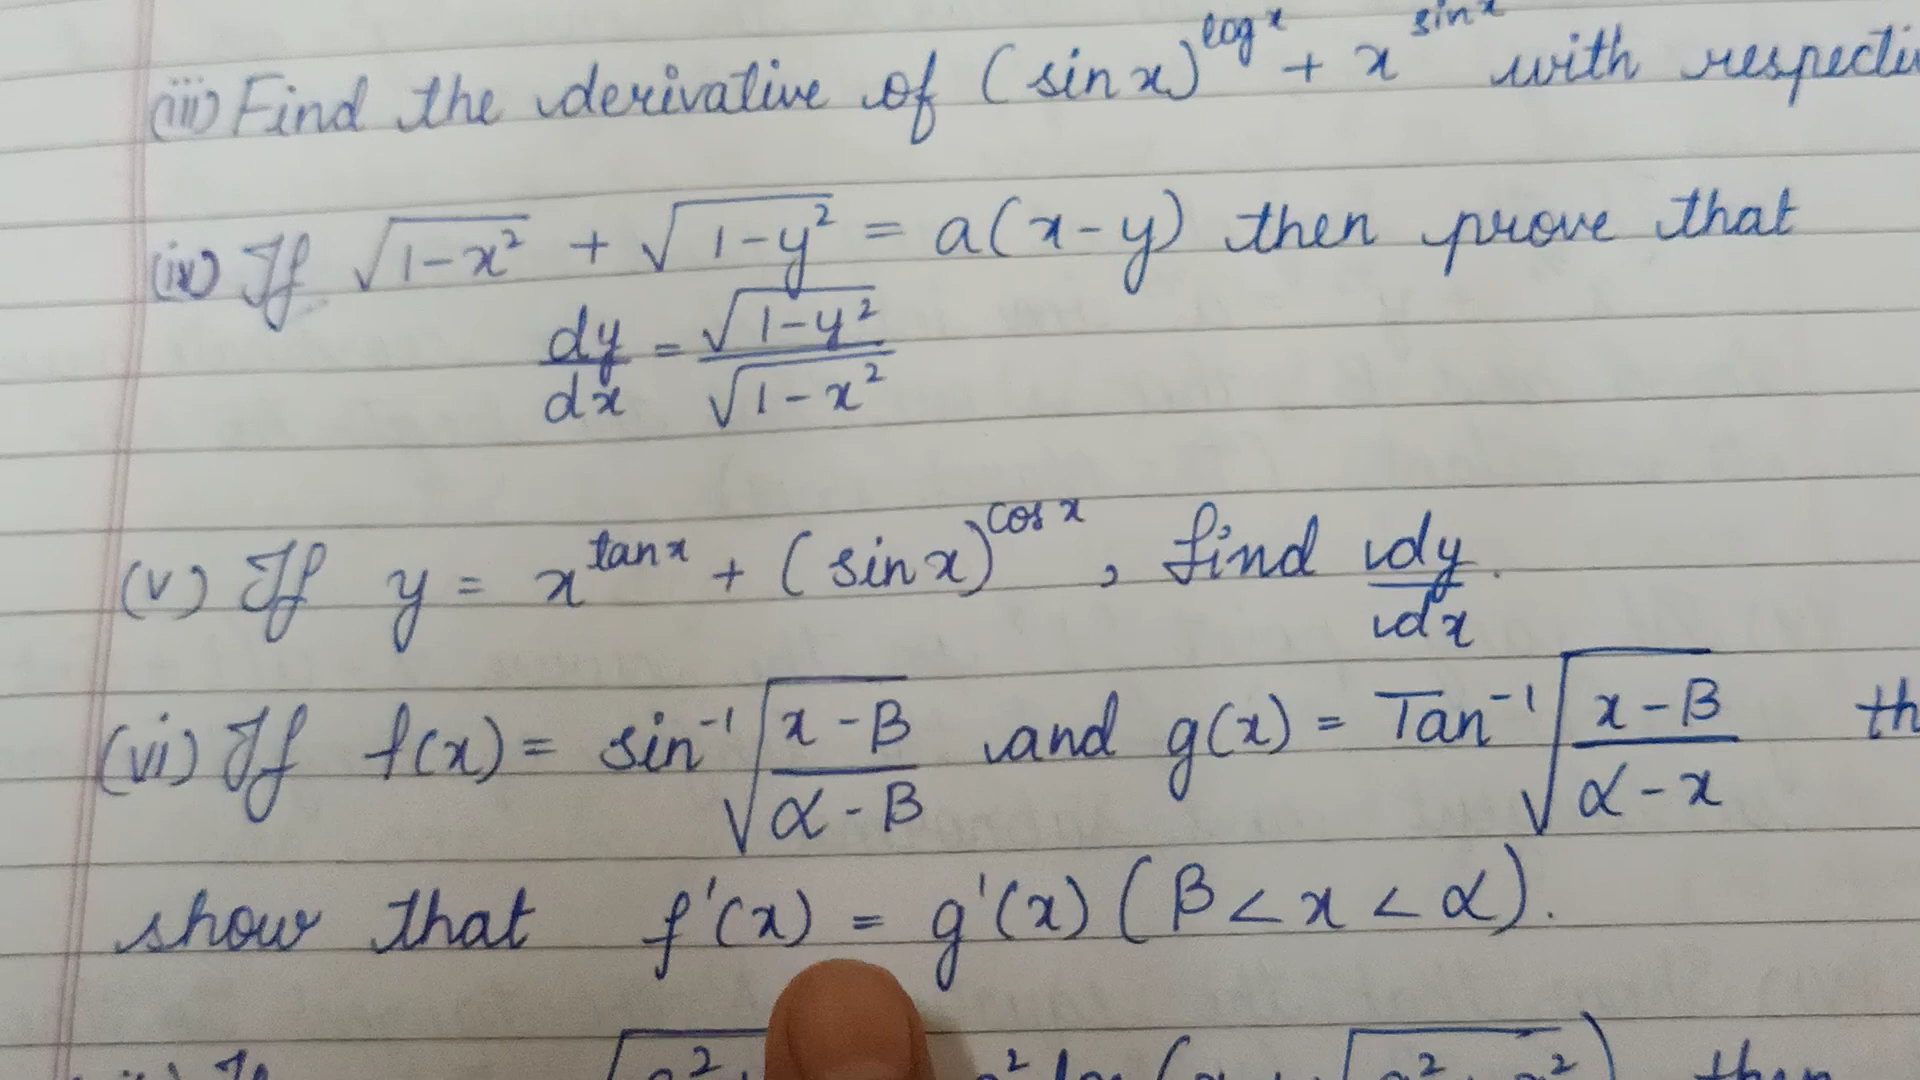 (iii) Find the derivative of (sin x)^log x + x^sin x with
(iv) If √(1-x²) + √(1-y²) = a(x-y) then prove that
dy/dx = √(1-y²)/√(1-x²)
(v) If y = x^tan x + (sin x)^cos x, find dy/dx.
(vi) If f(x) = sin⁻¹ √((x-β)/(α-β)) and g(x) = Tan⁻¹ √((x-β)/(α-x))
show that f'(x) = g'(x) (β < x < α).
then